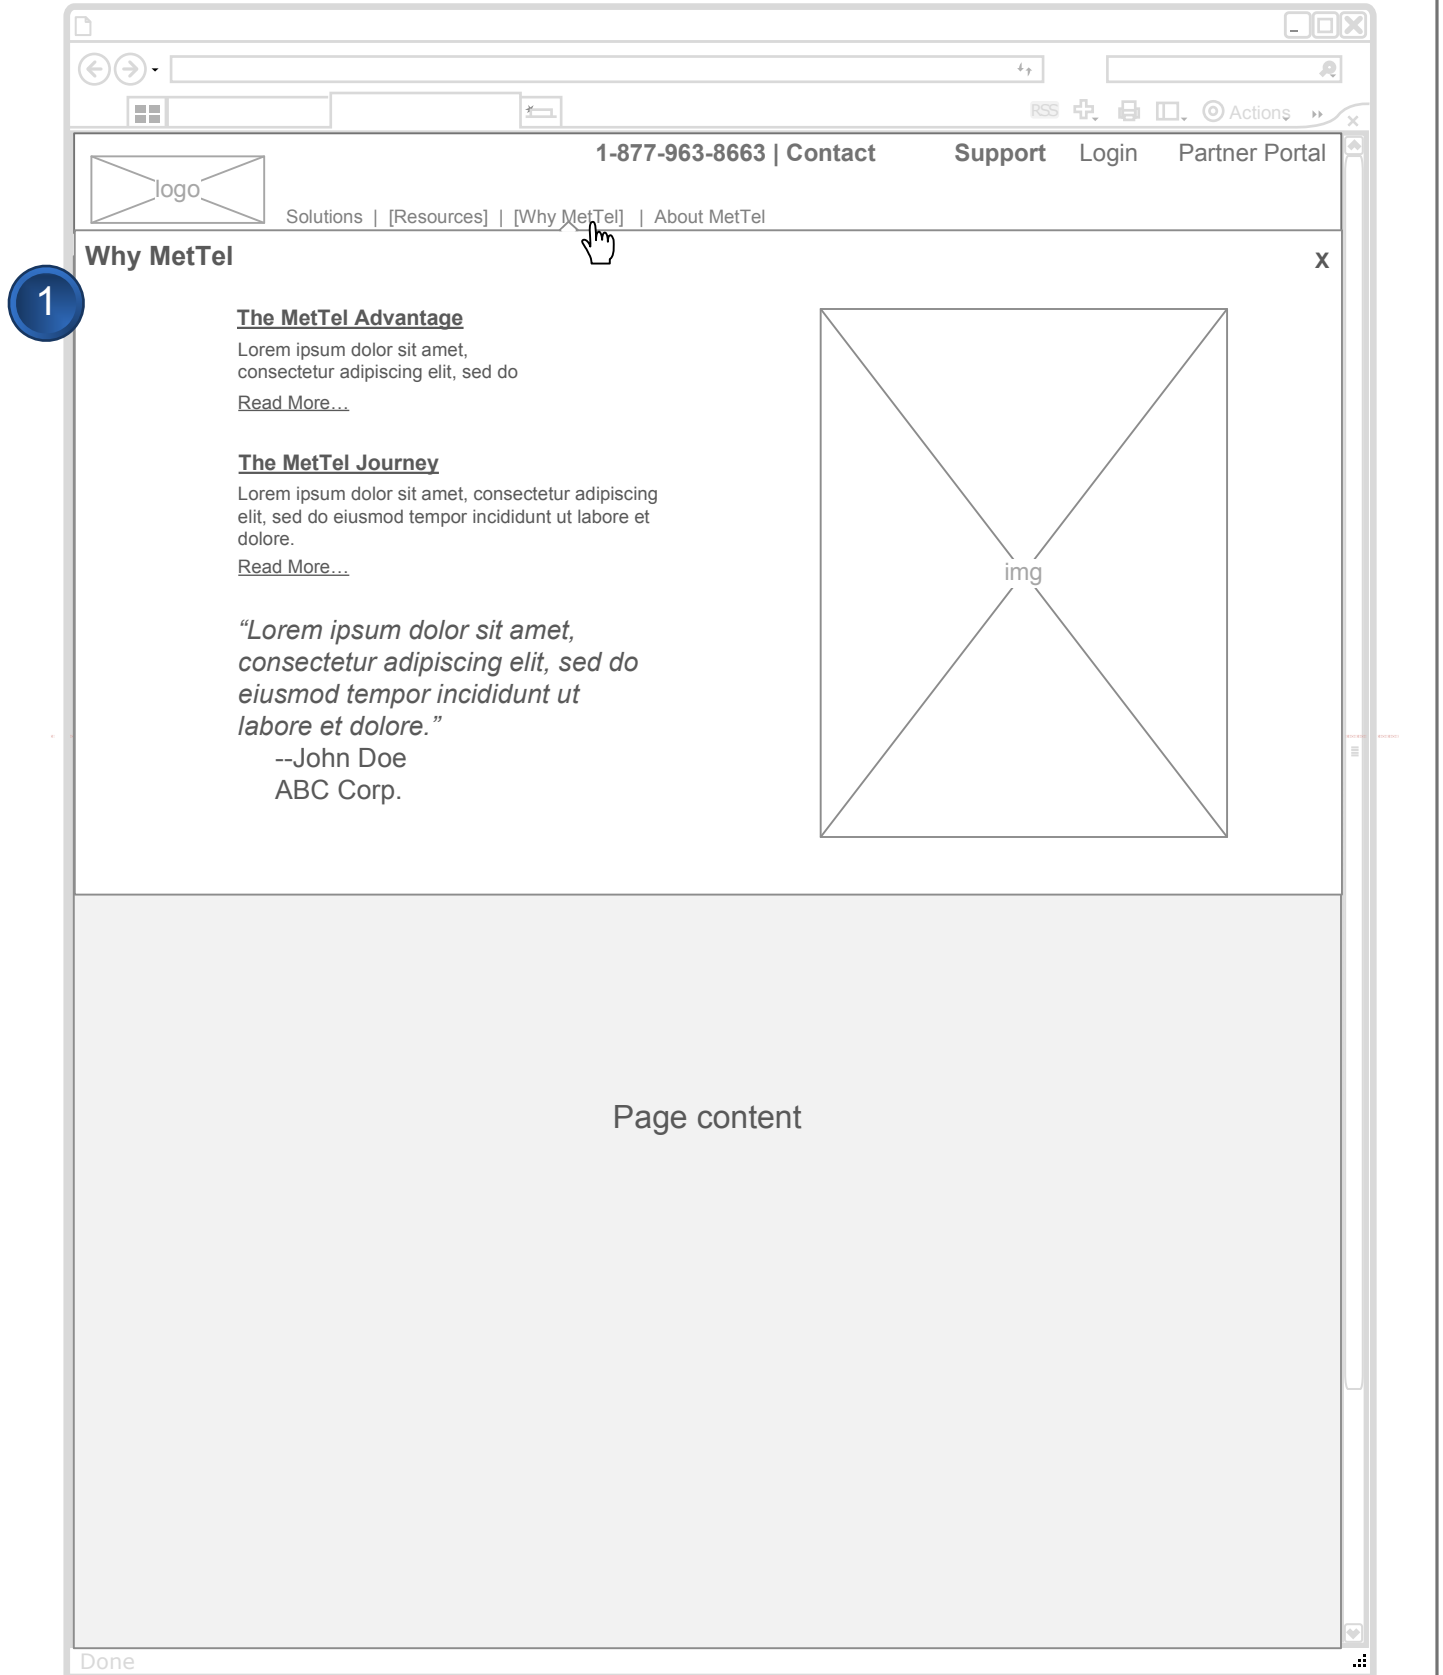 RSS
Actions
1-877-963-8663 | Contact Support Login Partner Portal
logo
Solutions | [Resources] | [Why MetTel] | About MetTel
Why MetTel
X
1
The MetTel Advantage
Lorem ipsum dolor sit amet,
consectetur adipiscing elit, sed do
Read More…
The MetTel Journey
Lorem ipsum dolor sit amet, consectetur adipiscing
elit, sed do eiusmod tempor incididunt ut labore et
dolore.
Read More…
“Lorem ipsum dolor sit amet,
consectetur adipiscing elit, sed do
eiusmod tempor incididunt ut
labore et dolore.”
--John Doe
ABC Corp.
img
Page content
Done